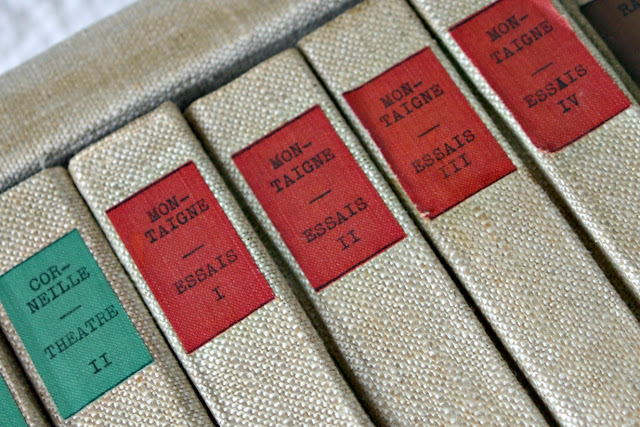 COR-
NEILLE
—
THEATRE
II
MON-
TAIGNE
—
ESSAIS
I
MON-
TAIGNE
—
ESSAIS
II
MON-
TAIGNE
—
ESSAIS
III
MON-
TAIGNE
—
ESSAIS
IV